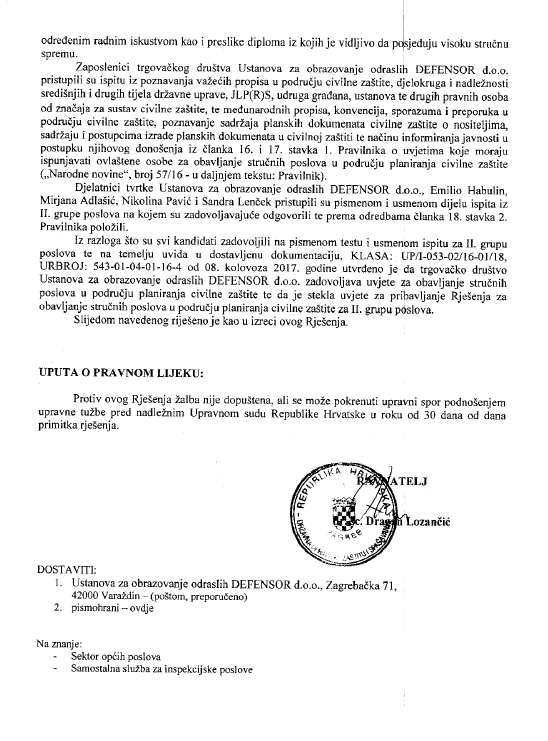 određenim radnim iskustvom kao i preslike diploma iz kojih je vidljivo da posjeduju visoku stručnu
spremu.
Zaposlenici trgovačkog društva Ustanova za obrazovanje odraslih DEFENSOR d.o.o.
pristupili su ispitu iz poznavanja važećih propisa u području civilne zaštite, djelokruga i nadležnosti
središnjih i drugih tijela državne uprave, JLP(R)S, udruga građana, ustanova te drugih pravnih osoba
od značaja za sustav civilne zaštite, te međunarodnih propisa, konvencija, sporazuma i preporuka u
području civilne zaštite, poznavanje sadržaja planskih dokumenata civilne zaštite o nositeljima,
sadržaju i postupcima izrade planskih dokumenata u civilnoj zaštiti te načinu informiranja javnosti u
postupku njihovog donošenja iz članka 16. i 17. stavka 1. Pravilnika o uvjetima koje moraju
ispunjavati ovlaštene osobe za obavljanje stručnih poslova u području planiranja civilne zaštite
(„Narodne novine“, broj 57/16 - u daljnjem tekstu: Pravilnik).
Djelatnici tvrtke Ustanova za obrazovanje odraslih DEFENSOR d.o.o., Emilio Habulin,
Mirjana Adlašić, Nikolina Pavić i Sandra Lenček pristupili su pismenom i usmenom dijelu ispita iz
II. grupe poslova na kojem su zadovoljavajuće odgovorili te prema odredbama članka 18. stavka 2.
Pravilnika položili.
Iz razloga što su svi kandidati zadovoljili na pismenom testu i usmenom ispitu za II. grupu
poslova te na temelju uvida u dostavljenu dokumentaciju, KLASA: UP/I-053-02/16-01/18,
URBROJ: 543-01-04-01-16-4 od 08. kolovoza 2017. godine utvrđeno je da trgovačko društvo
Ustanova za obrazovanje odraslih DEFENSOR d.o.o. zadovoljava uvjete za obavljanje stručnih
poslova u području planiranja civilne zaštite te da je stekla uvjete za pribavljanje Rješenja za
obavljanje stručnih poslova u području planiranja civilne zaštite za II. grupu poslova.
Slijedom navedenog riješeno je kao u izreci ovog Rješenja.
UPUTA O PRAVNOM LIJEKU:
Protiv ovog Rješenja žalba nije dopuštena, ali se može pokrenuti upravni spor podnošenjem
upravne tužbe pred nadležnim Upravnom sudu Republike Hrvatske u roku od 30 dana od dana
primitka rješenja.
REPUBLIKA HRVATSKA
RAVNATELJ
sc. Dragan Lozančić
ZAGREB
DOSTAVITI:
1. Ustanova za obrazovanje odraslih DEFENSOR d.o.o., Zagrebačka 71,
42000 Varaždin – (poštom, preporučeno)
2. pismohrani – ovdje
Na znanje:
- Sektor općih poslova
- Samostalna služba za inspekcijske poslove